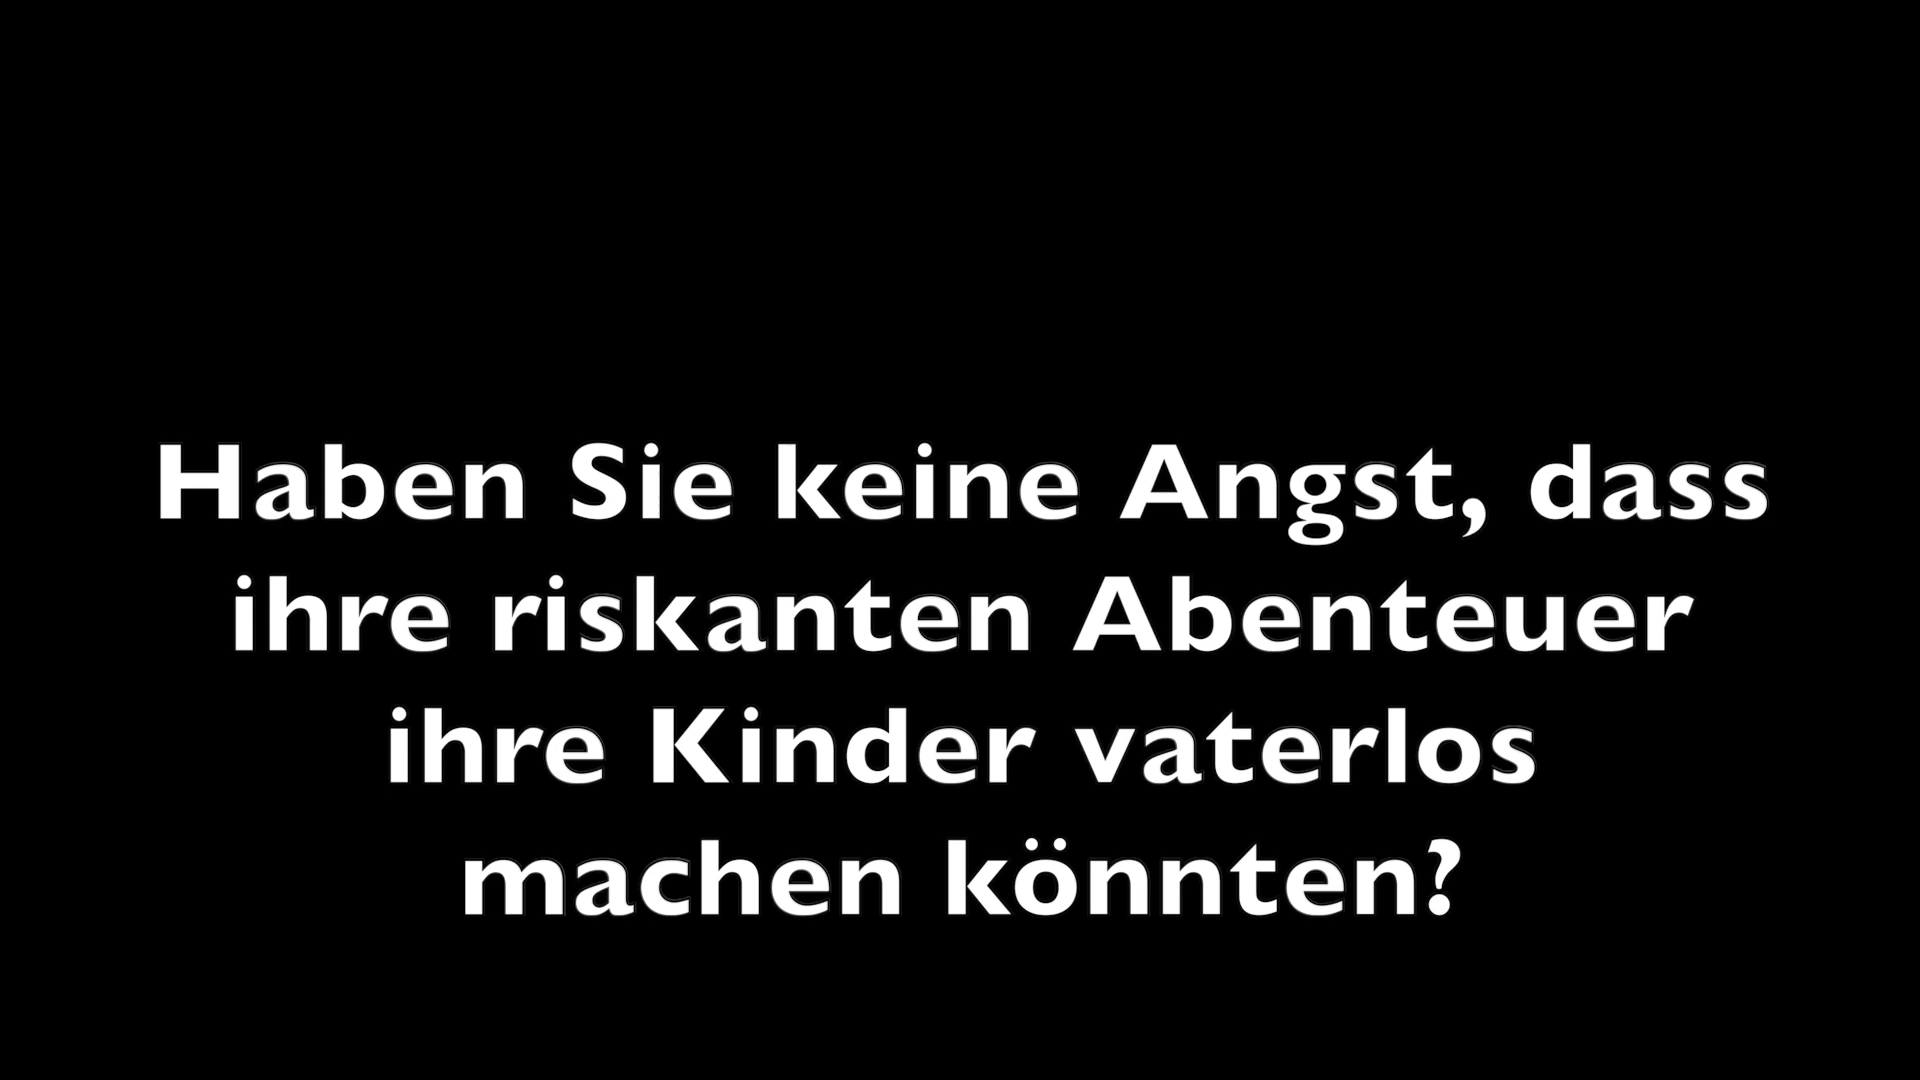 Haben Sie keine Angst, dass
ihre riskanten Abenteuer
ihre Kinder vaterlos
machen könnten?